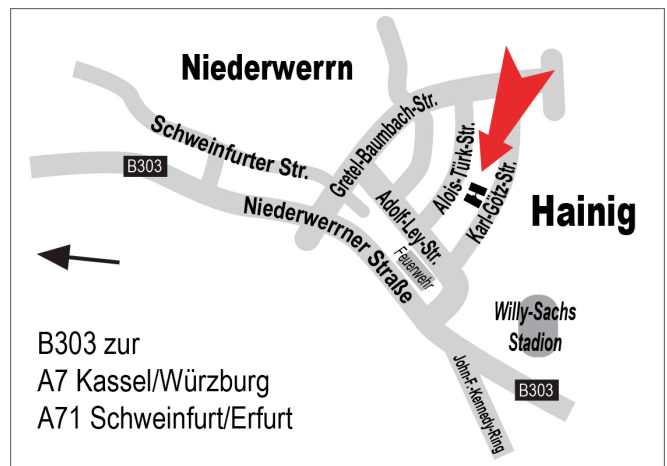 Niederwerrn
Schweinfurter Str.
Gretel-Baumbach-Str.
B303
Alois-Türk-Str.
Karl-Götz-Str.
Hainig
Niederwerrner Straße
Adolf-Ley-Str.
Feuerwehr
Willy-Sachs
Stadion
B303 zur
A7 Kassel/Würzburg
A71 Schweinfurt/Erfurt
B303
John-F.-Kennedy-Ring